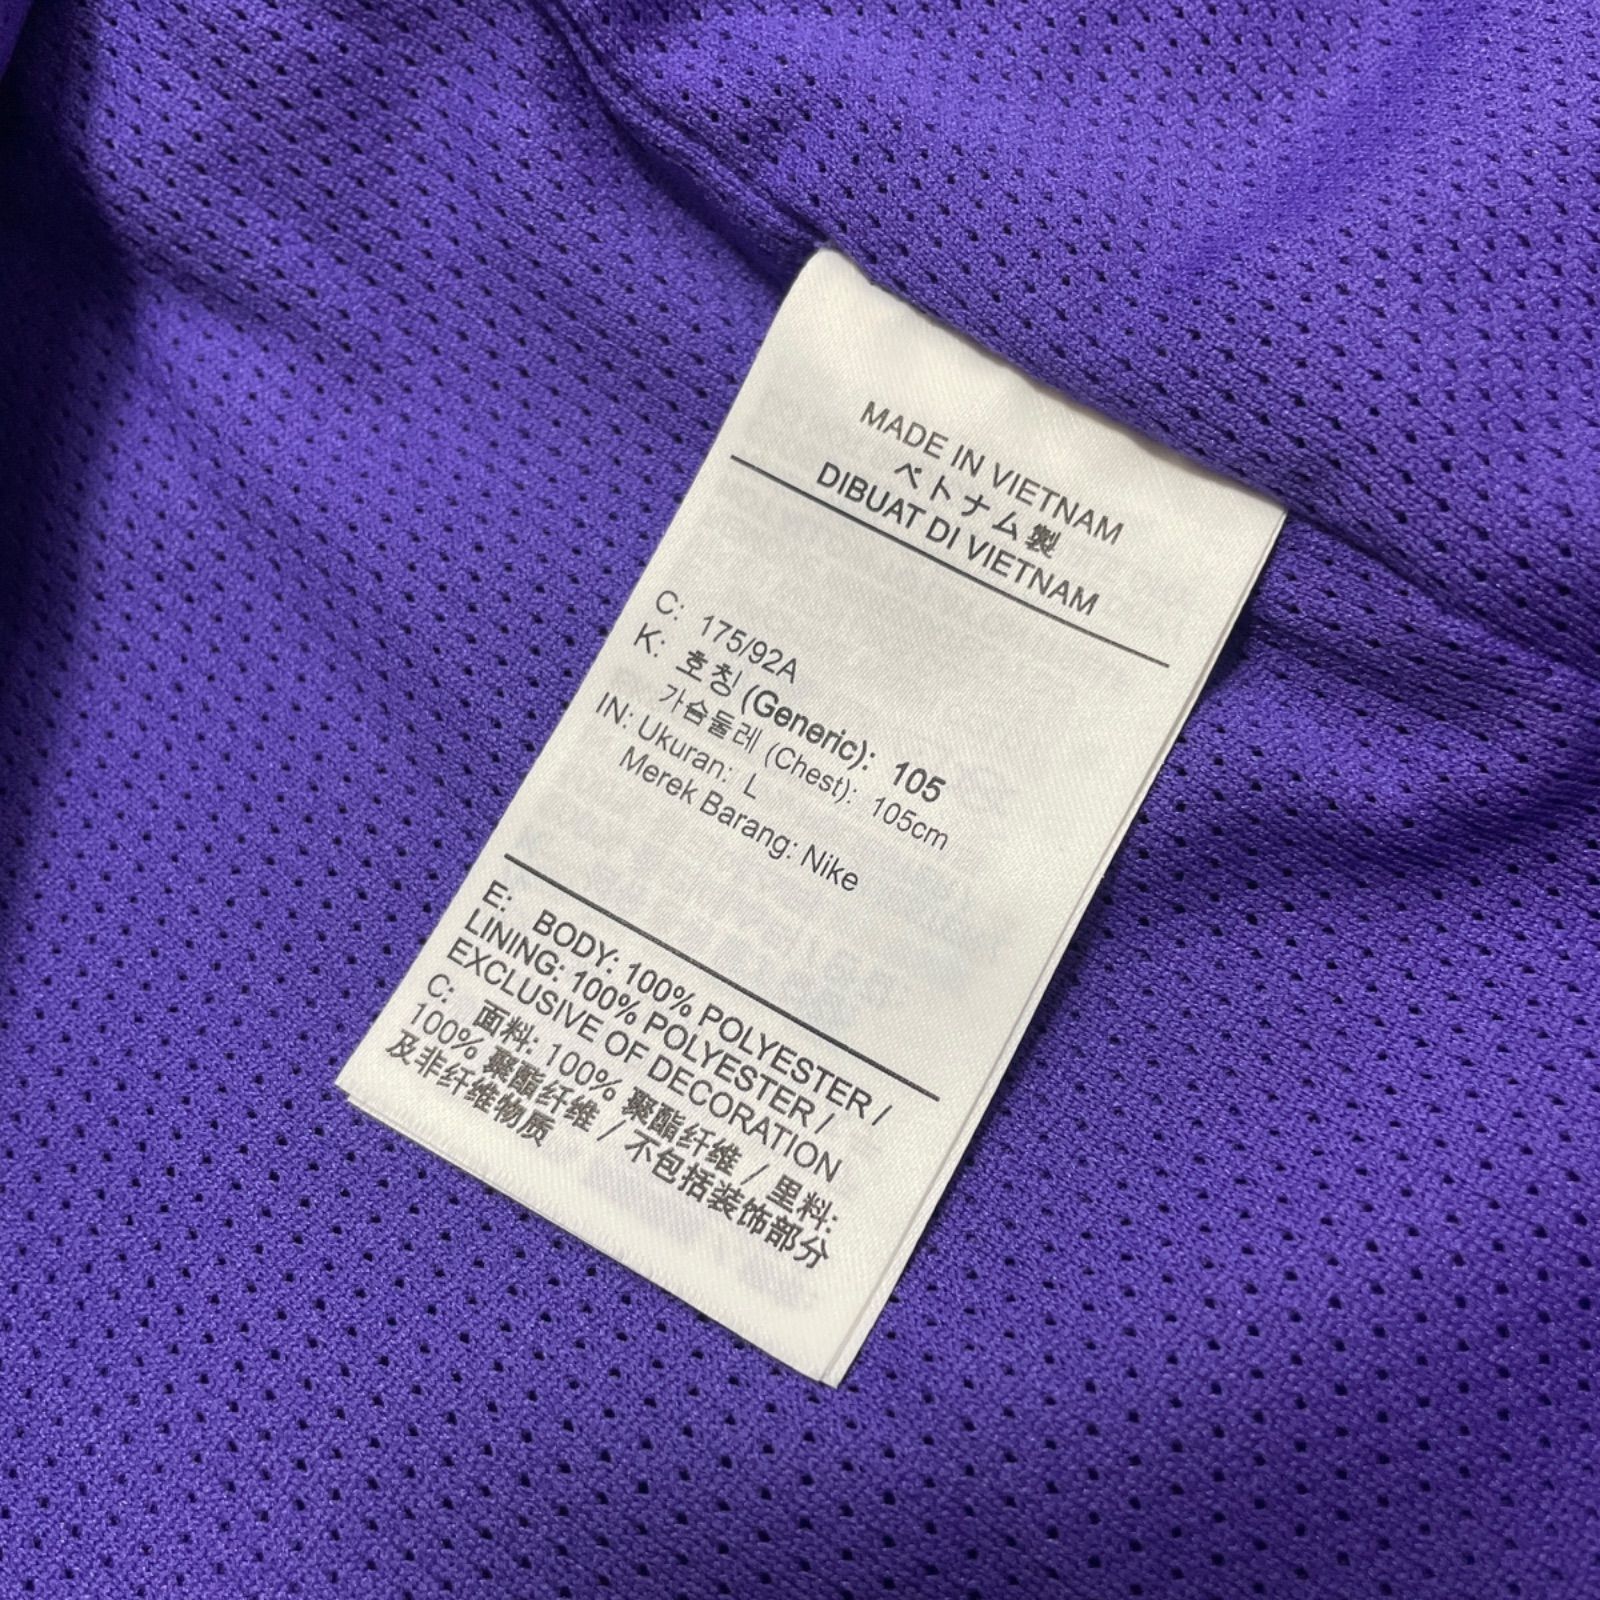 MADE IN VIETNAM
ベトナム製
DIBUAT DI VIETNAM
C: 175/92A
K: 호칭 (Generic): 105
가슴둘레 (Chest): 105cm
IN: Ukuran: L
Merek Barang: Nike
E: BODY: 100% POLYESTER /
LINING: 100% POLYESTER /
EXCLUSIVE OF DECORATION
C: 面料: 100% 聚酯纤维 / 里料:
100% 聚酯纤维 / 不包括装饰部分
及非纤维物质